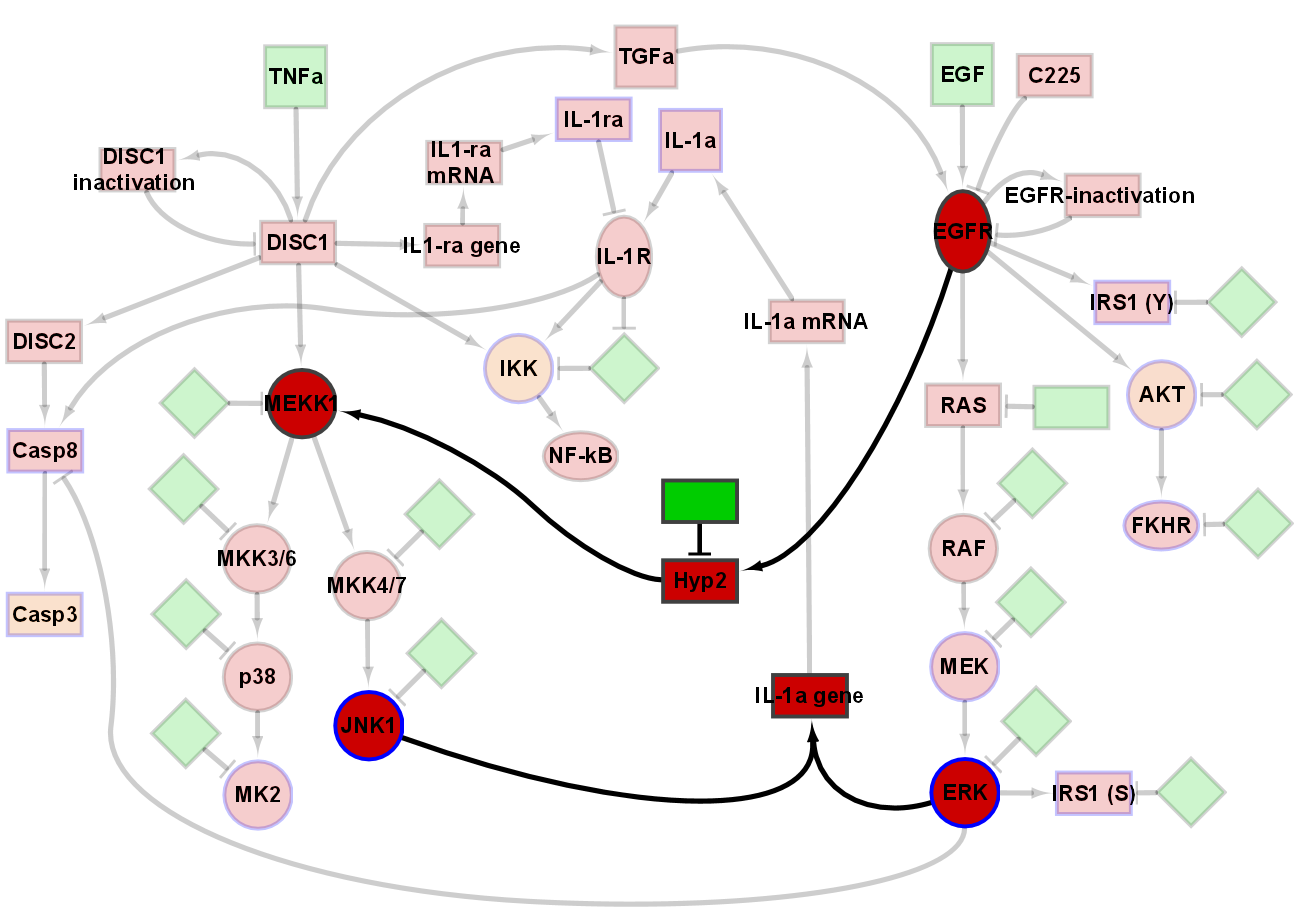 TGFa
TNFa
EGF
C225
IL-1ra
IL-1a
DISC1
inactivation
IL1-ra
mRNA
EGFR-inactivation
EGFR
DISC1
IL1-ra gene
IL-1R
IRS1 (Y)
IL-1a mRNA
DISC2
IKK
AKT
MEKK1
RAS
Casp8
NF-kB
FKHR
RAF
MKK3/6
MKK4/7
Hyp2
Casp3
MEK
p38
IL-1a gene
JNK1
MK2
ERK
IRS1 (S)